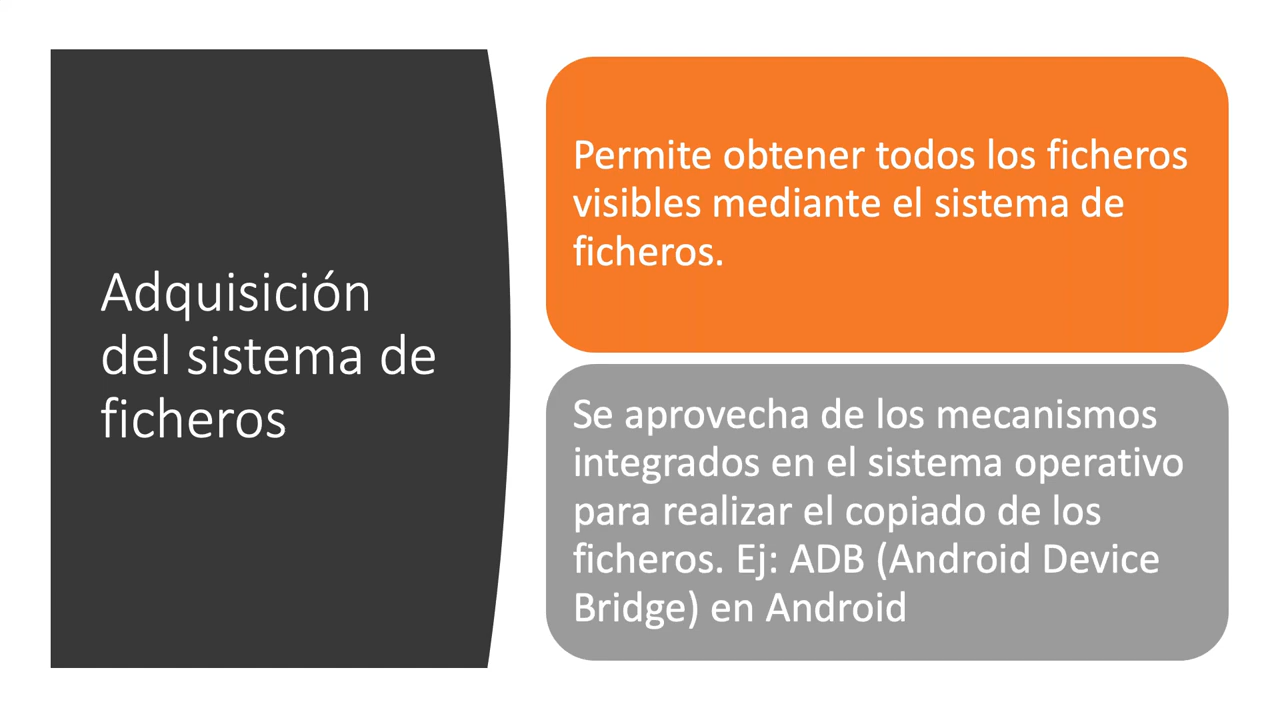 Adquisición
del sistema de
ficheros
Permite obtener todos los ficheros
visibles mediante el sistema de
ficheros.
Se aprovecha de los mecanismos
integrados en el sistema operativo
para realizar el copiado de los
ficheros. Ej: ADB (Android Device
Bridge) en Android